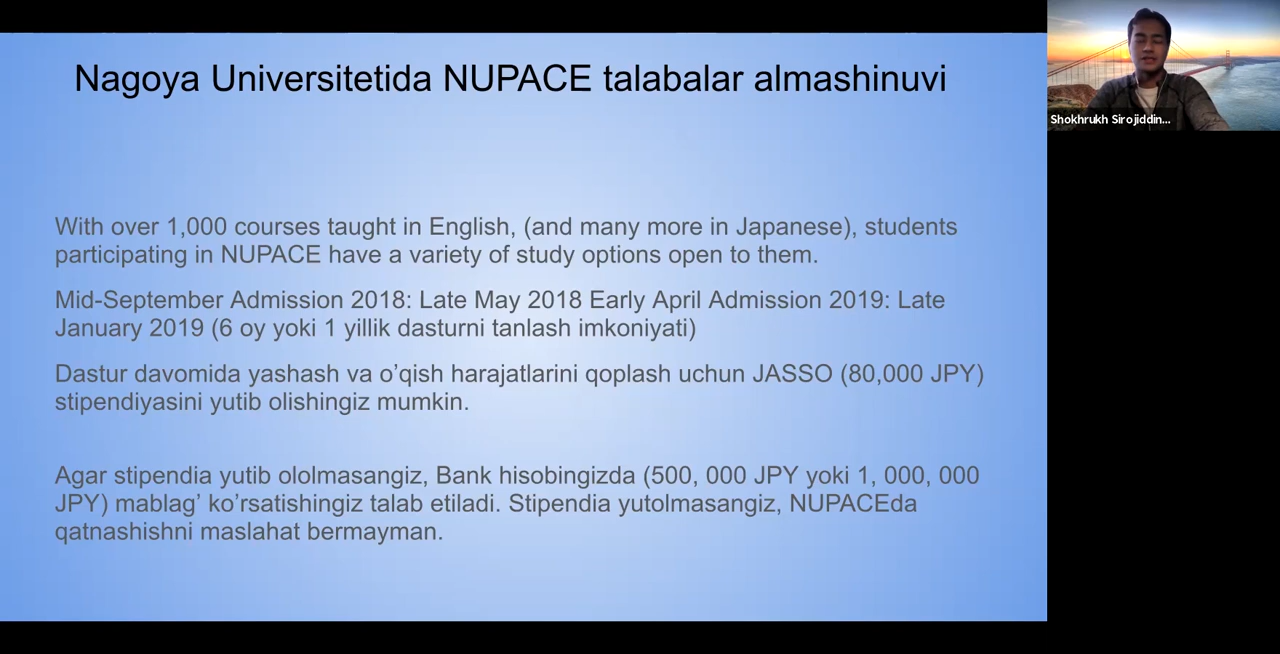 Nagoya Universitetida NUPACE talabalar almashinuvi
Shokhrukh Sirojiddin...
With over 1,000 courses taught in English, (and many more in Japanese), students
participating in NUPACE have a variety of study options open to them.
Mid-September Admission 2018: Late May 2018 Early April Admission 2019: Late
January 2019 (6 oy yoki 1 yillik dasturni tanlash imkoniyati)
Dastur davomida yashash va o’qish harajatlarini qoplash uchun JASSO (80,000 JPY)
stipendiyasini yutib olishingiz mumkin.
Agar stipendia yutib ololmasangiz, Bank hisobingizda (500, 000 JPY yoki 1, 000, 000
JPY) mablag’ ko’rsatishingiz talab etiladi. Stipendia yutolmasangiz, NUPACEda
qatnashishni maslahat bermayman.